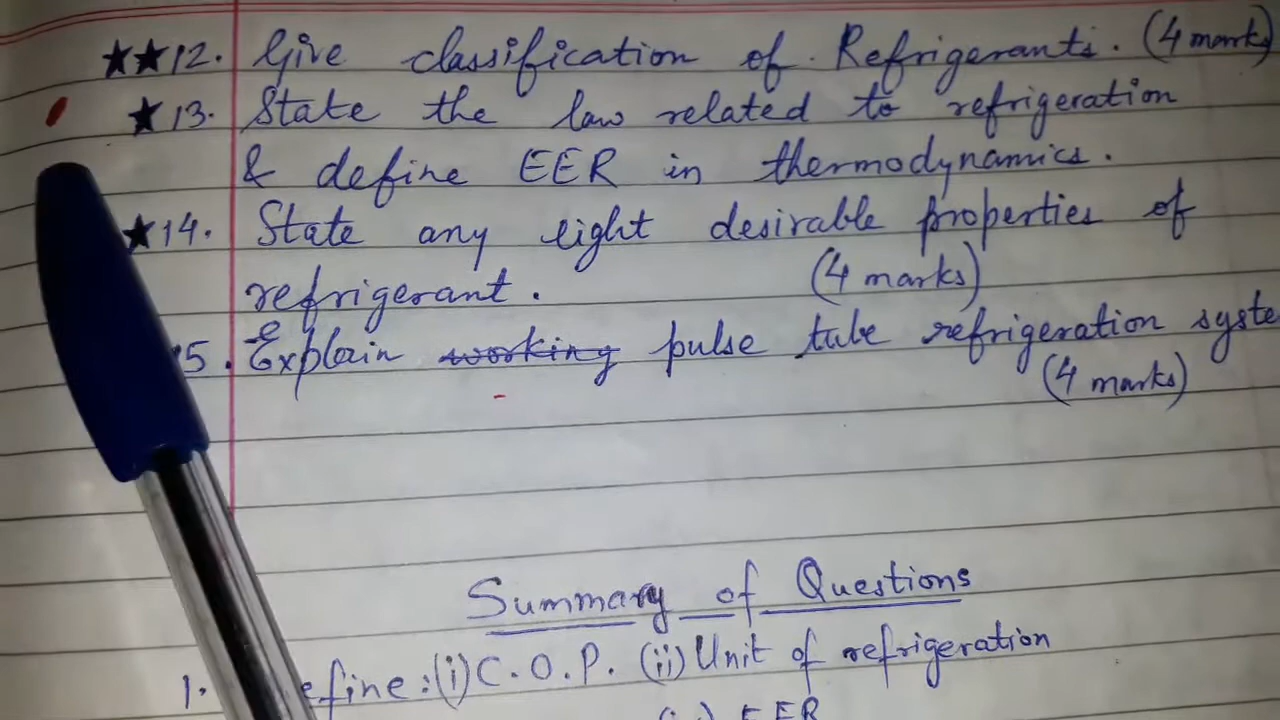 ★★12. Give classification of Refrigerants. (4 mark)
★13. State the law related to refrigeration
& define EER in thermodynamics.
★14. State any eight desirable properties of
refrigerant. (4 marks)
5. Explain working pulse tube refrigeration syste
(4 marks)
Summary of Questions
1. efine: (i) C.O.P. (ii) Unit of refrigeration
EER